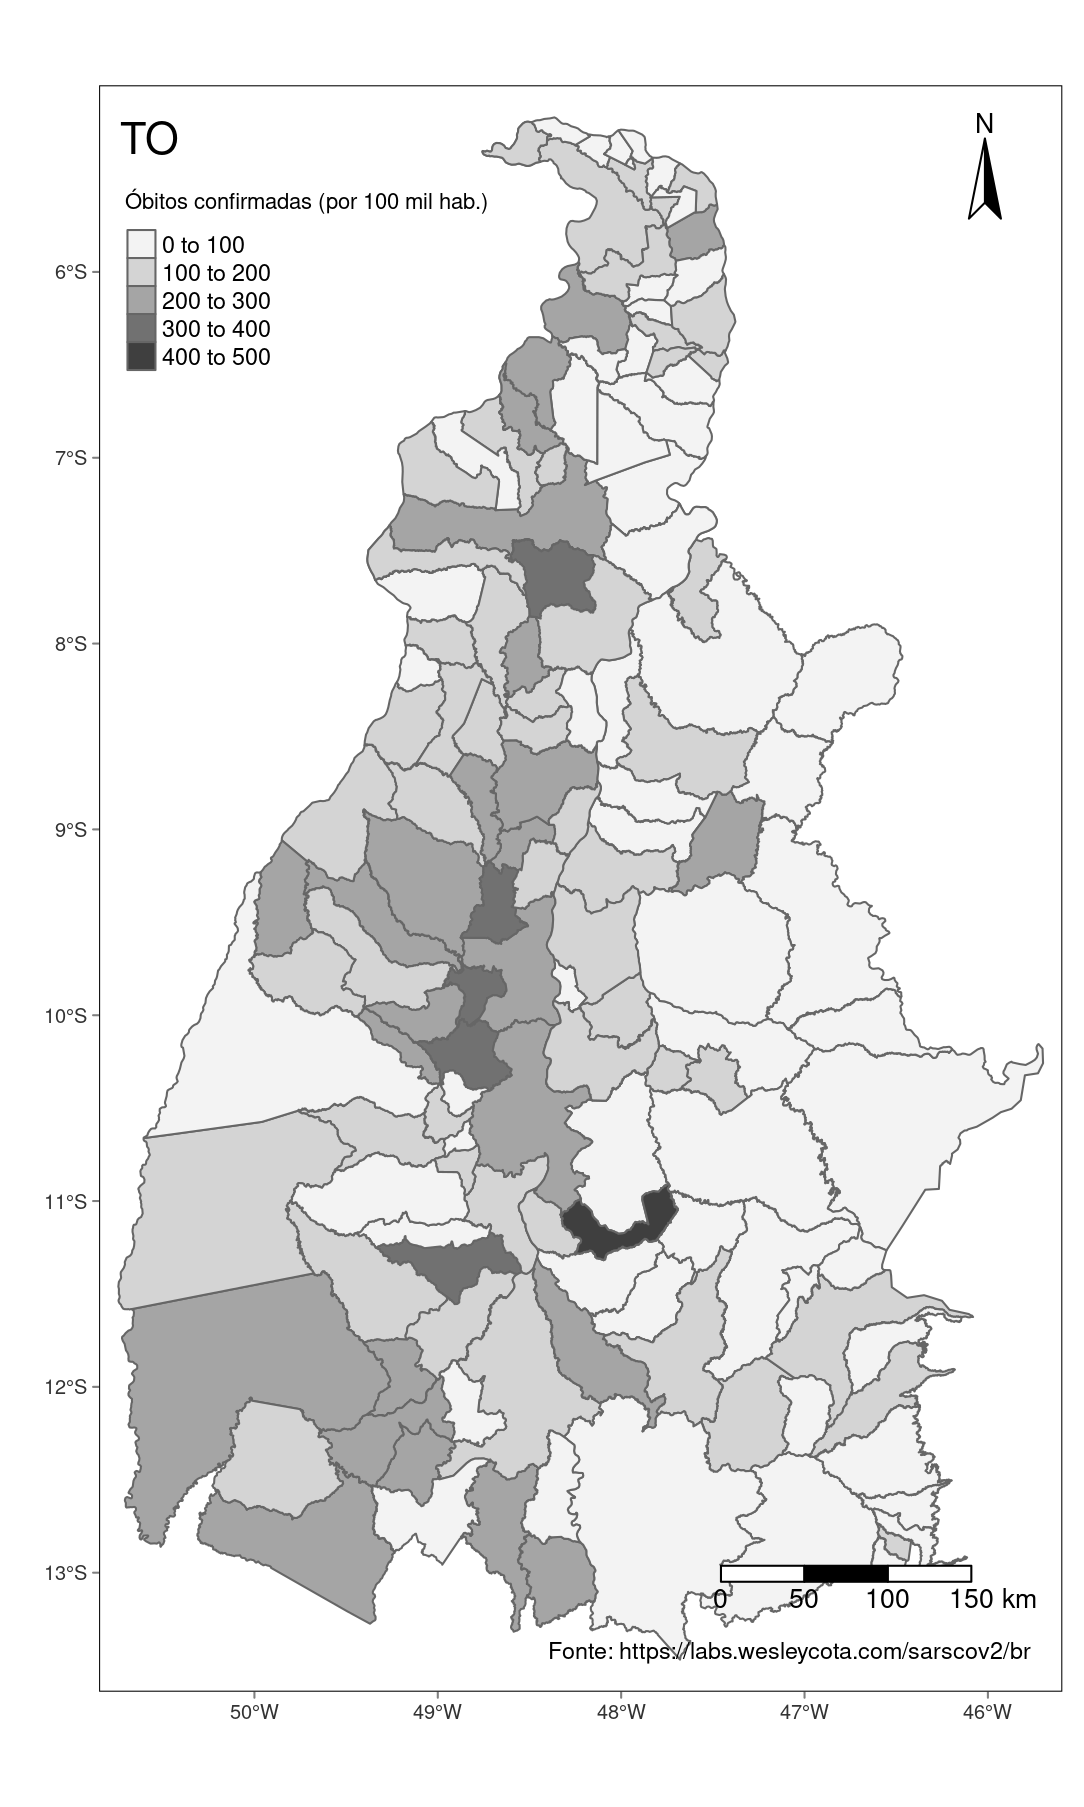 TO
N
Óbitos confirmadas (por 100 mil hab.)
0 to 100
100 to 200
200 to 300
300 to 400
400 to 500
6°S
7°S
8°S
9°S
10°S
11°S
12°S
13°S
0 50 100 150 km
Fonte: https://labs.wesleycota.com/sarscov2/br
50°W 49°W 48°W 47°W 46°W